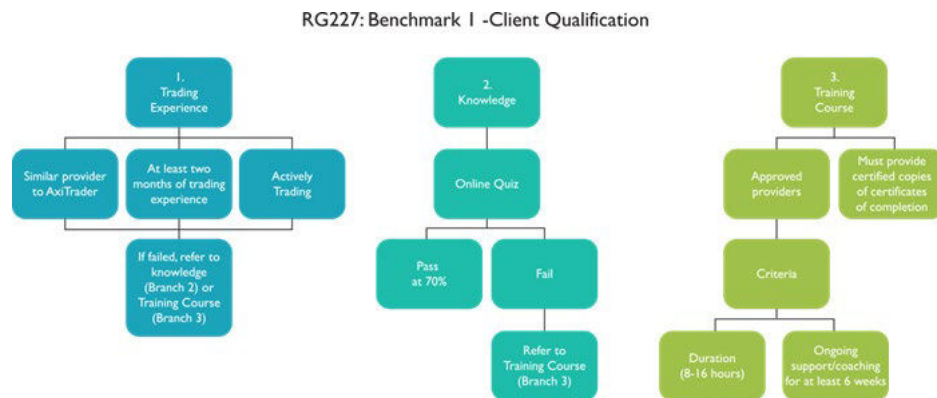 RG227: Benchmark 1 -Client Qualification
1.
Trading
Experience
Similar provider
to AxiTrader
At least two
months of trading
experience
Actively
Trading
If failed, refer to
knowledge
(Branch 2) or
Training Course
(Branch 3)
2.
Knowledge
Online Quiz
Pass
at 70%
Fail
Refer to
Training Course
(Branch 3)
3.
Training
Course
Approved
providers
Must provide
certified copies
of certificates
of completion
Criteria
Duration
(8-16 hours)
Ongoing
support/coaching
for at least 6 weeks